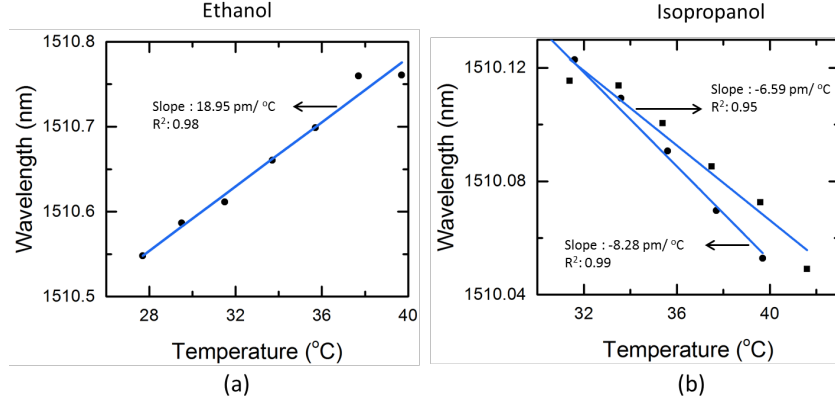 Ethanol
Isopropanol
1510.8
1510.7
1510.6
1510.5
Wavelength (nm)
Slope : 18.95 pm/ °C
R²: 0.98
28
32
36
40
Temperature (°C)
(a)
1510.12
1510.08
1510.04
Wavelength (nm)
Slope : -6.59 pm/ °C
R²: 0.95
Slope : -8.28 pm/ °C
R²: 0.99
32
36
40
Temperature (°C)
(b)